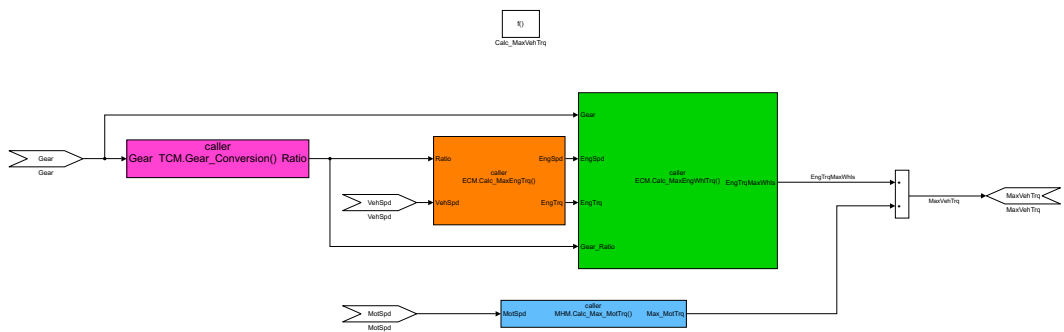 f()
Calc_MaxVehTrq
Gear
Gear
caller
Gear TCM.Gear_Conversion() Ratio
Ratio
VehSpd
caller
ECM.Calc_MaxEngTrq()
EngSpd
EngTrq
VehSpd
VehSpd
Gear
EngSpd
EngTrq
Gear_Ratio
caller
ECM.Calc_MaxEngWhlTrq()
EngTrqMaxWhls
EngTrqMaxWhls
+
+
MaxVehTrq
MaxVehTrq
MaxVehTrq
MotSpd
MotSpd
caller
MotSpd MHM.Calc_Max_MotTrq() Max_MotTrq